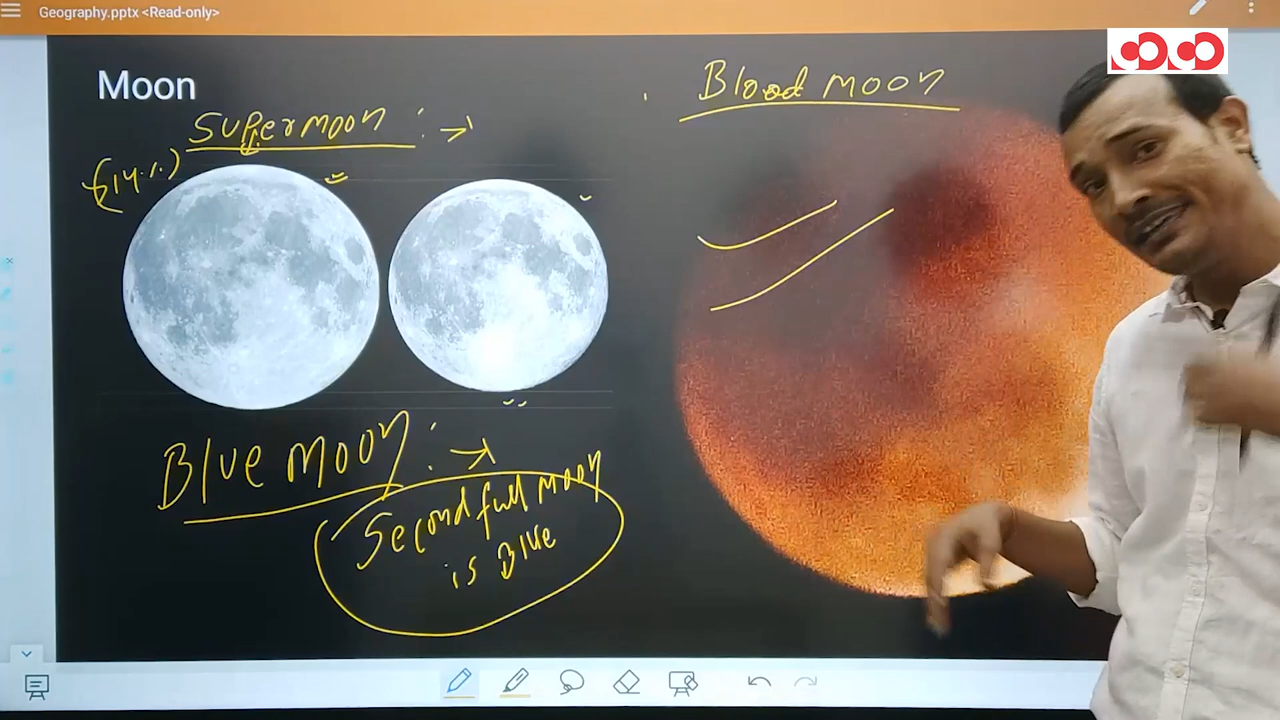 Geography.pptx <Read-only>
Moon
Supermoon :→
(14%)
Blood moon
Blue moon :→
Second full moon
is Blue